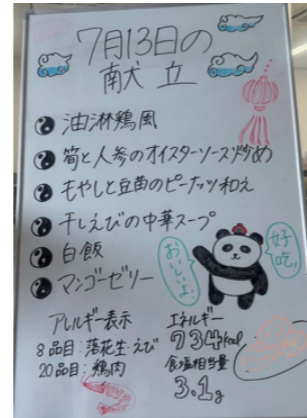 7月13日の
献立
油淋鶏風
筍と人参のオイスターソース炒め
もやしと豆苗のピーナッツ和え
干しえびの中華スープ
白飯
マンゴーゼリー
おいしいよ。
好吃!
アレルギー表示
8品目:落花生・えび
20品目:鶏肉
エネルギー
734kcal
食塩相当量
3.1g